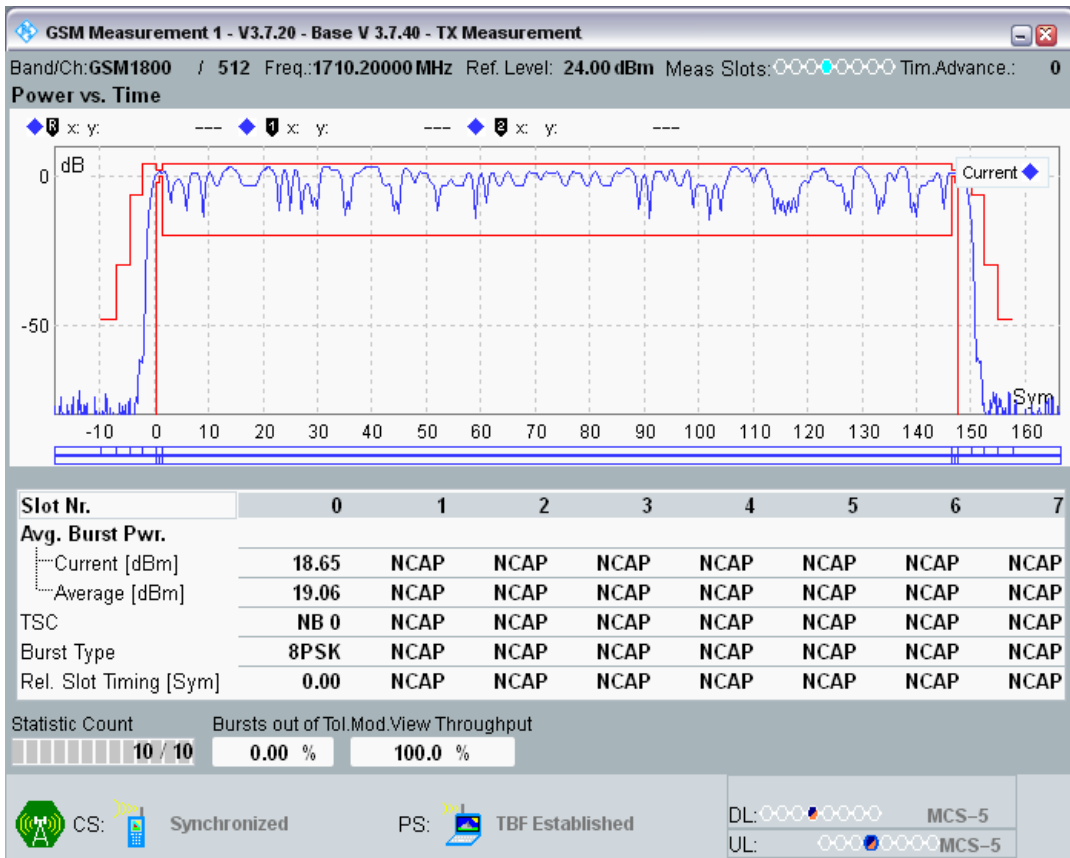 GSM Measurement 1 - V3.7.20 - Base V 3.7.40 - TX Measurement
Band/Ch:GSM1800 / 512 Freq.:1710.20000 MHz Ref. Level: 24.00 dBm Meas Slots: Tim.Advance.: 0
Power vs. Time
R x: y: --- 1 x: y: --- 2 x: y: ---
dB
Current
0
-50
Sym
-10 0 10 20 30 40 50 60 70 80 90 100 110 120 130 140 150 160
Slot Nr. 0 1 2 3 4 5 6 7
Avg. Burst Pwr.
Current [dBm] 18.65 NCAP NCAP NCAP NCAP NCAP NCAP NCAP
Average [dBm] 19.06 NCAP NCAP NCAP NCAP NCAP NCAP NCAP
TSC NB 0 NCAP NCAP NCAP NCAP NCAP NCAP NCAP
Burst Type 8PSK NCAP NCAP NCAP NCAP NCAP NCAP NCAP
Rel. Slot Timing [Sym] 0.00 NCAP NCAP NCAP NCAP NCAP NCAP NCAP
Statistic Count Bursts out of Tol. Mod.View Throughput
10 / 10 0.00 % 100.0 %
CS: Synchronized PS: TBF Established DL: MCS-5
UL: MCS-5